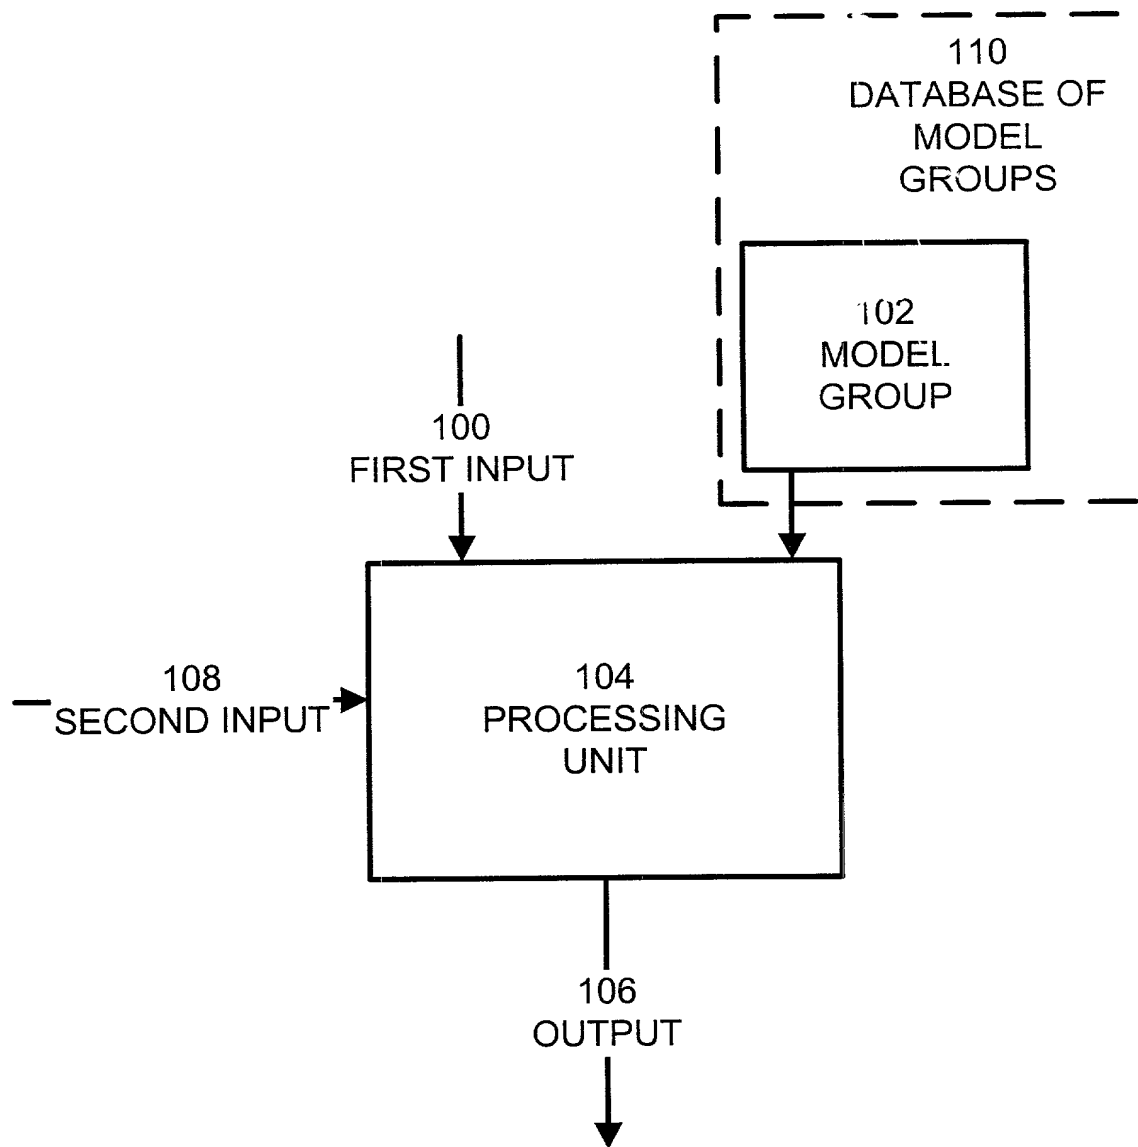 110
DATABASE OF
MODEL
GROUPS
102
MODEL
GROUP
100
FIRST INPUT
108
SECOND INPUT
104
PROCESSING
UNIT
106
OUTPUT